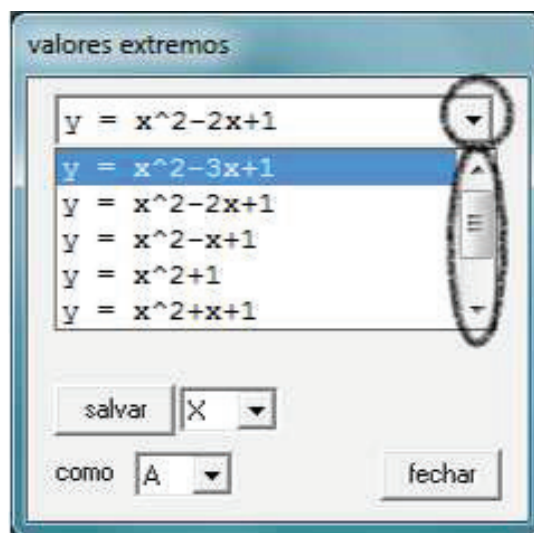 valores extremos
y = x^2-2x+1
y = x^2-3x+1
y = x^2-2x+1
y = x^2-x+1
y = x^2+1
y = x^2+x+1
salvar X
como A fechar